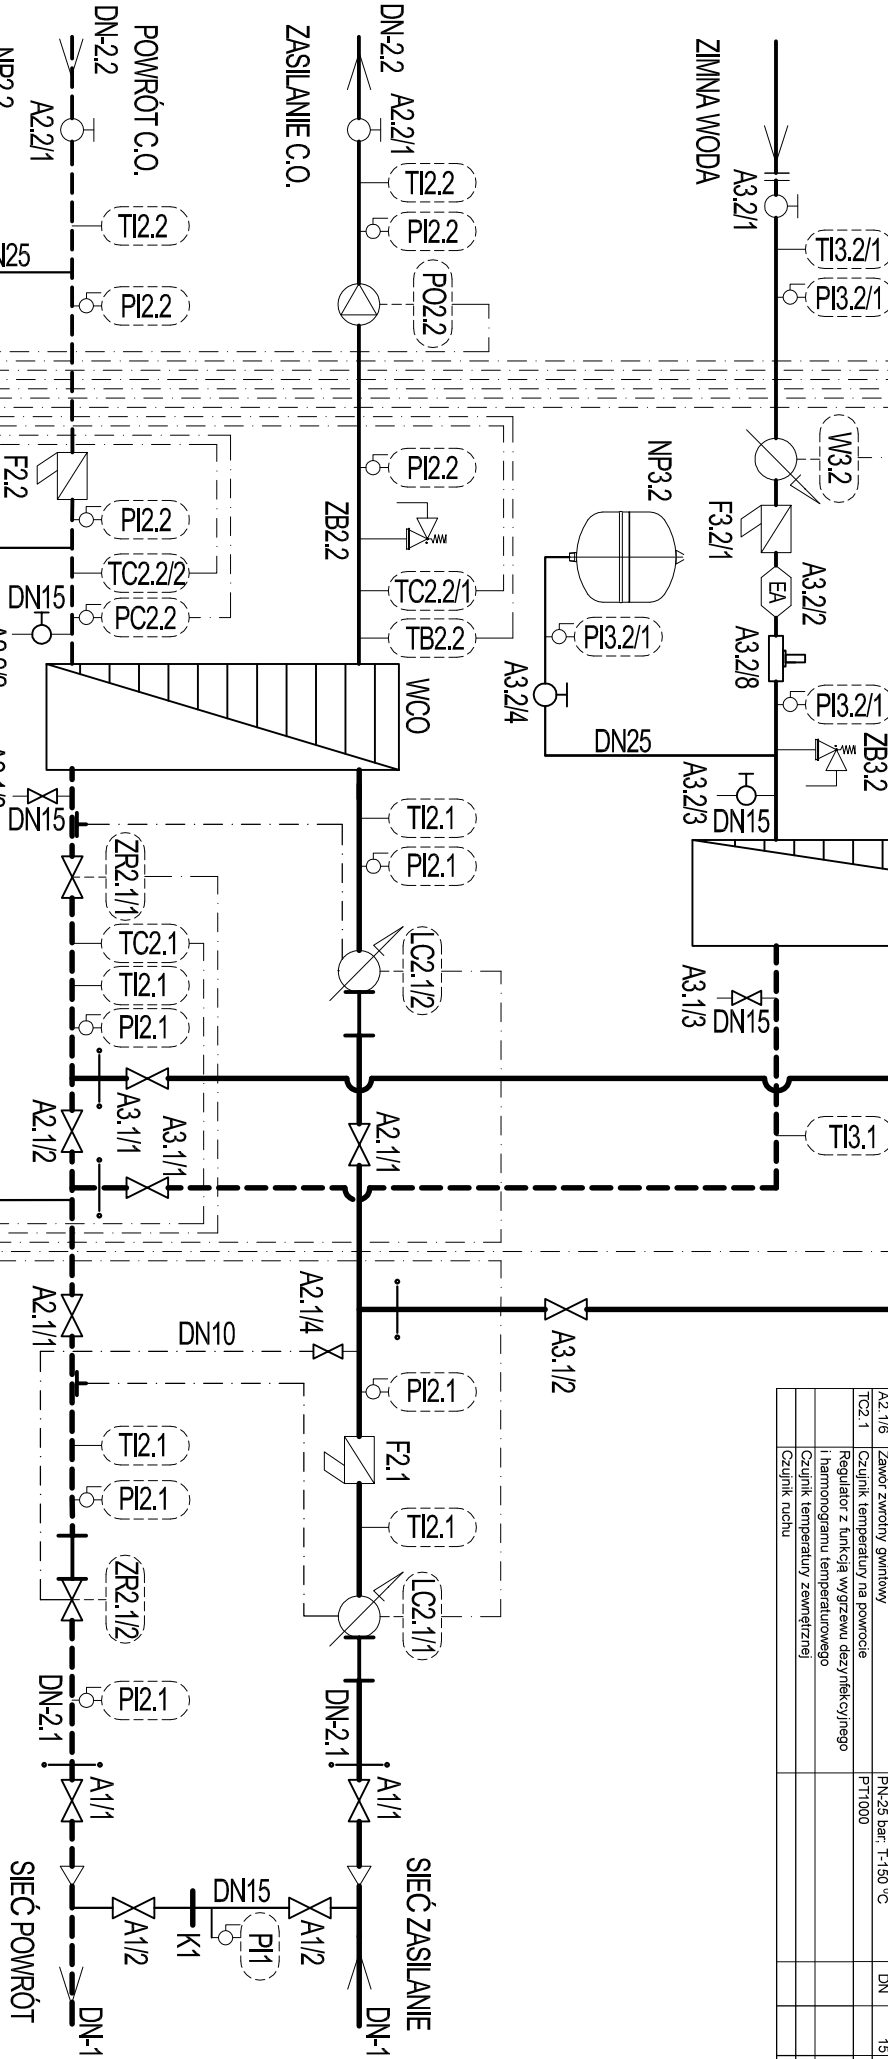 DN-2.2
POWRÓT C.O.
NP2.2
A2.2/1
TI2.2
N25
PI2.2
F2.2
PI2.2
TC2.2/2
DN15
PC2.2
DN-2.2
ZASILANIE C.O.
A2.2/1
TI2.2
PI2.2
PO2.2
PI2.2
ZB2.2
TC2.2/1
TB2.2
WCO
ZIMNA WODA
A3.2/1
TI3.2/1
PI3.2/1
W3.2
NP3.2
F3.2/1
EA
A3.2/2
A3.2/8
PI3.2/1
A3.2/4
DN25
PI3.2/1
ZB3.2
A3.2/3
DN15
DN15
ZR2.1/1
TC2.1
TI2.1
PI2.1
TI2.1
PI2.1
LC2.1/2
A3.1/3
DN15
TI3.1
A2.1/2
A3.1/1
A3.1/1
A2.1/1
A2.1/1
DN10
A2.1/4
PI2.1
A3.1/2
TI2.1
PI2.1
F2.1
TI2.1
ZR2.1/2
LC2.1/1
PI2.1
DN-2.1
DN-2.1
A1/1
A1/1
SIEĆ POWRÓT
DN15
A1/2
K1
PI1
A1/2
SIEĆ ZASILANIE
DN-1
DN-1
A2.1/6 Zawór zwrotny gwintowy PN-25 bar; T-150 °C DN 15
TC2.1 Czujnik temperatury na powrocie PT1000
Regulator z funkcją wygrzewu dezynfekcyjnego
i harmonogramu temperaturowego
Czujnik temperatury zewnętrznej
Czujnik ruchu